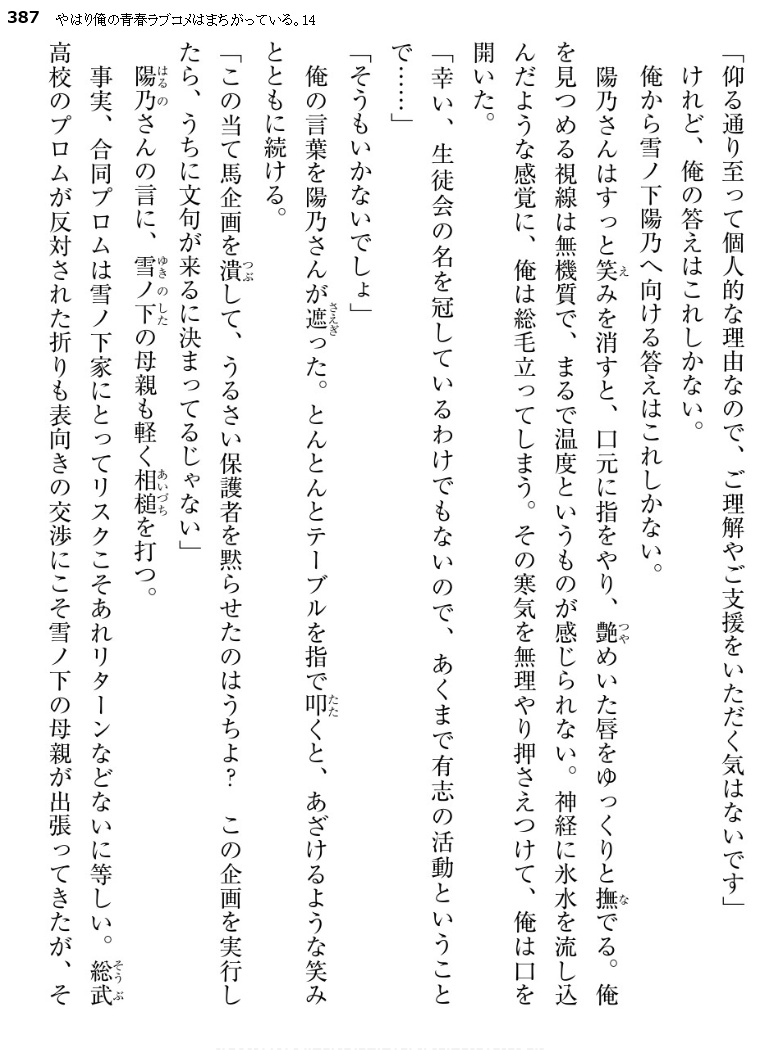 387 やはり俺の青春ラブコメはまちがっている。14
「仰る通り至って個人的な理由なので、ご理解やご支援をいただく気はないです」
けれど、俺の答えはこれしかない。
俺から雪ノ下陽乃へ向ける答えはこれしかない。
陽乃さんはすっと笑みを消すと、口元に指をやり、艶めいた唇をゆっくりと撫でる。俺
を見つめる視線は無機質で、まるで温度というものが感じられない。神経に氷水を流し込
んだような感覚に、俺は総毛立ってしまう。その寒気を無理やり押さえつけて、俺は口を
開いた。
「幸い、生徒会の名を冠しているわけでもないので、あくまで有志の活動ということ
で……」
「そうもいかないでしょ」
俺の言葉を陽乃さんが遮った。とんとんとテーブルを指で叩くと、あざけるような笑み
とともに続ける。
「この当て馬企画を潰して、うるさい保護者を黙らせたのはうちよ？　この企画を実行し
たら、うちに文句が来るに決まってるじゃない」
陽乃さんの言に、雪ノ下の母親も軽く相槌を打つ。
事実、合同プロムは雪ノ下家にとってリスクこそあれリターンなどないに等しい。総武
高校のプロムが反対された折りも表向きの交渉にこそ雪ノ下の母親が出張ってきたが、そ